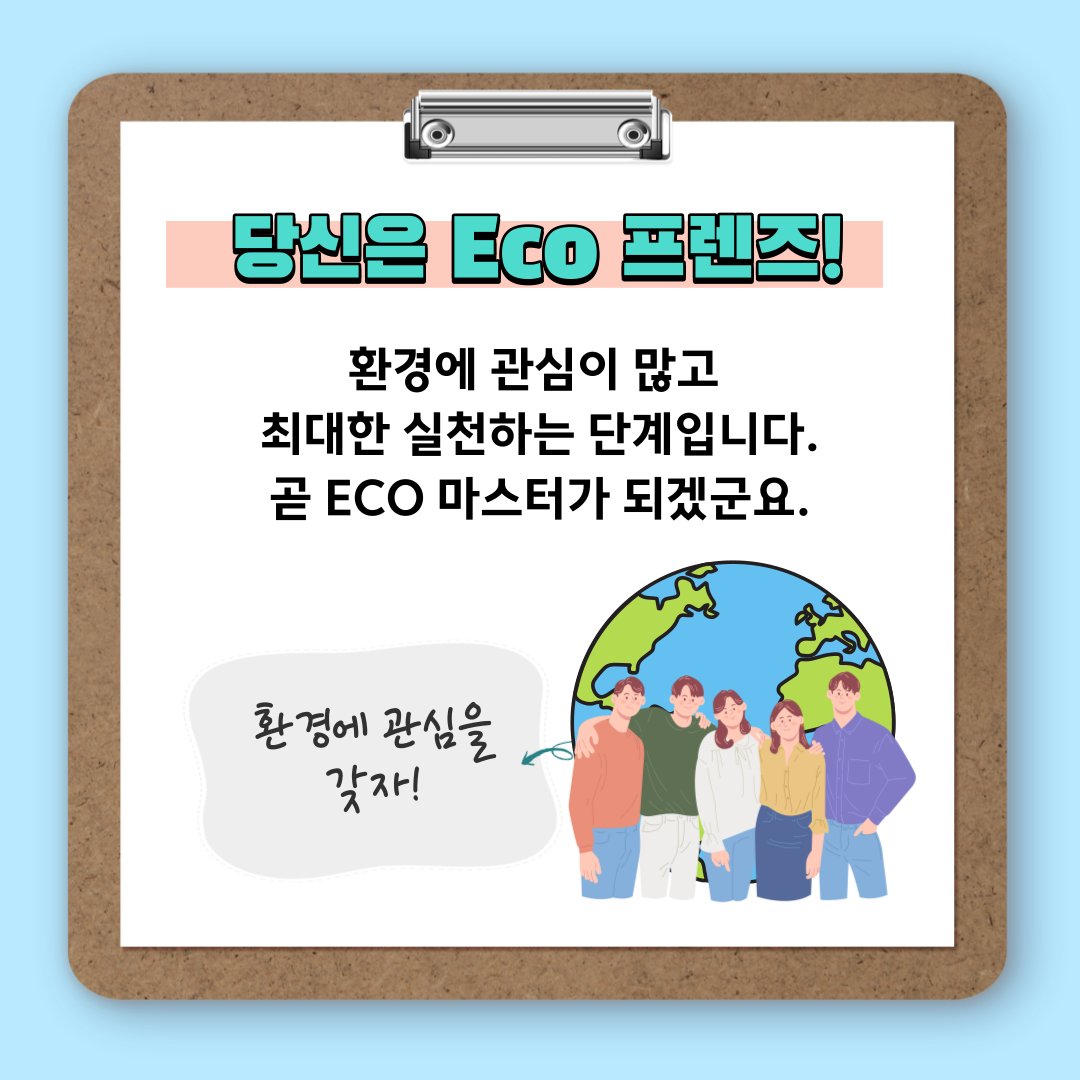 당신은 Eco 프렌즈!
환경에 관심이 많고
최대한 실천하는 단계입니다.
곧 ECO 마스터가 되겠군요.
환경에 관심을
갖자!